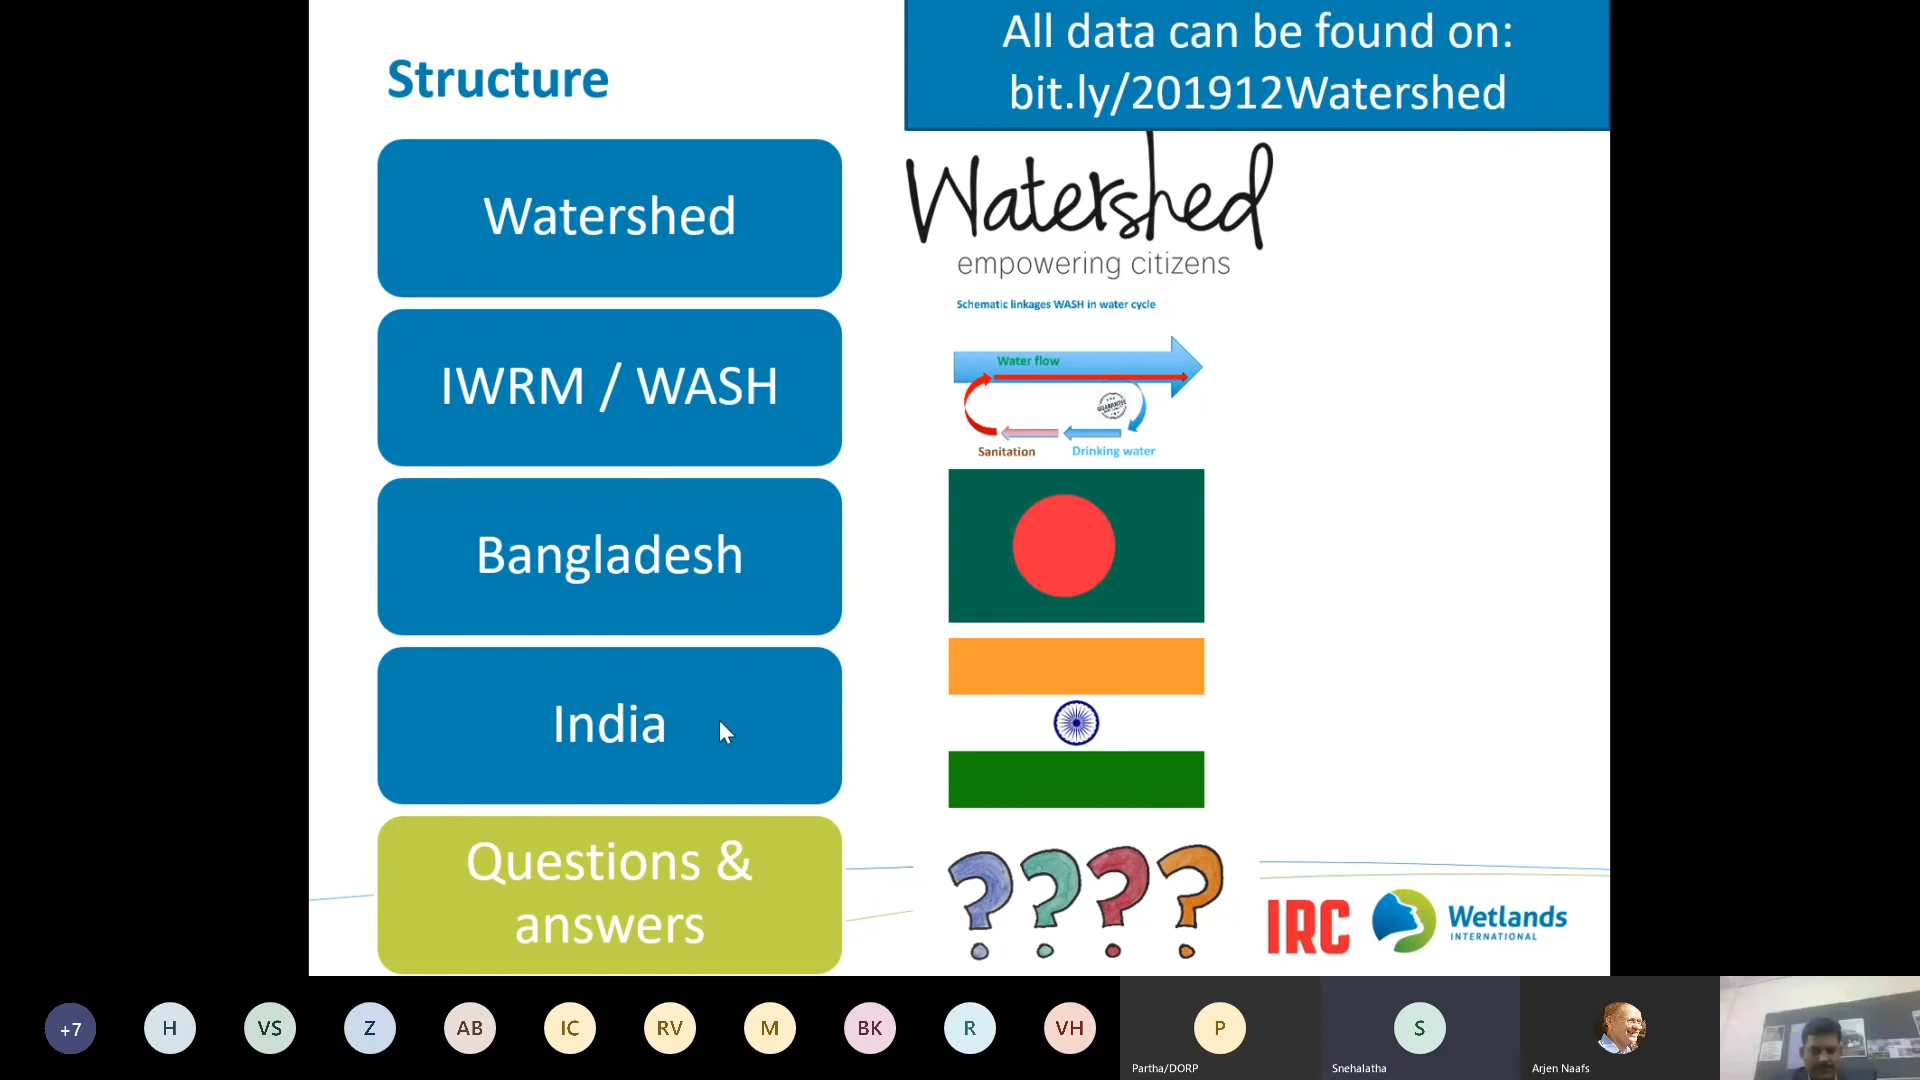 All data can be found on:
bit.ly/201912Watershed
Structure
Watershed
IWRM / WASH
Bangladesh
India
Questions &
answers
Watershed
empowering citizens
Schematic linkages WASH in water cycle
Water flow
GUARANTEE
Sanitation
Drinking water
? ? ? ?
IRC
Wetlands
INTERNATIONAL
+7
H
VS
Z
AB
IC
RV
M
BK
R
VH
P
Partha/DORP
S
Snehalatha
Arjen Naafs